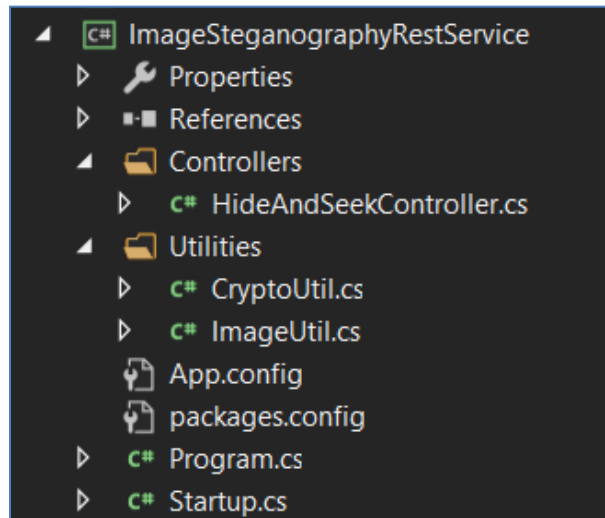 C# ImageSteganographyRestService
Properties
References
Controllers
C# HideAndSeekController.cs
Utilities
C# CryptoUtil.cs
C# ImageUtil.cs
App.config
packages.config
C# Program.cs
C# Startup.cs